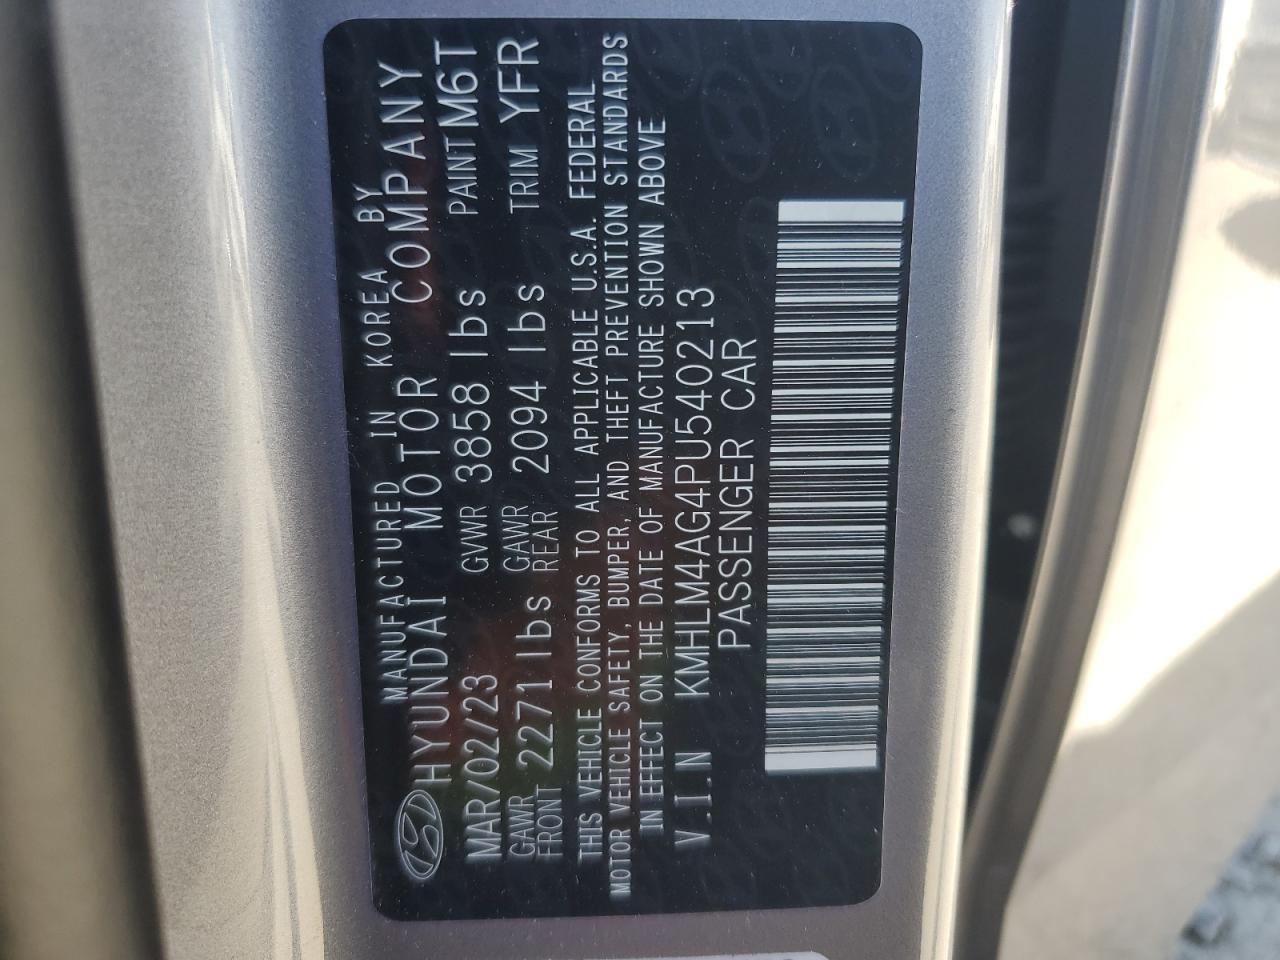 MANUFACTURED IN KOREA BY
HYUNDAI MOTOR COMPANY
MAR/02/23 GVWR 3858 lbs PAINT M6T
GAWR FRONT 2271 lbs GAWR REAR 2094 lbs TRIM YFR
THIS VEHICLE CONFORMS TO ALL APPLICABLE U.S.A. FEDERAL
MOTOR VEHICLE SAFETY, BUMPER, AND THEFT PREVENTION STANDARDS
IN EFFECT ON THE DATE OF MANUFACTURE SHOWN ABOVE
V.I.N KMHLM4AG4PU540213
PASSENGER CAR